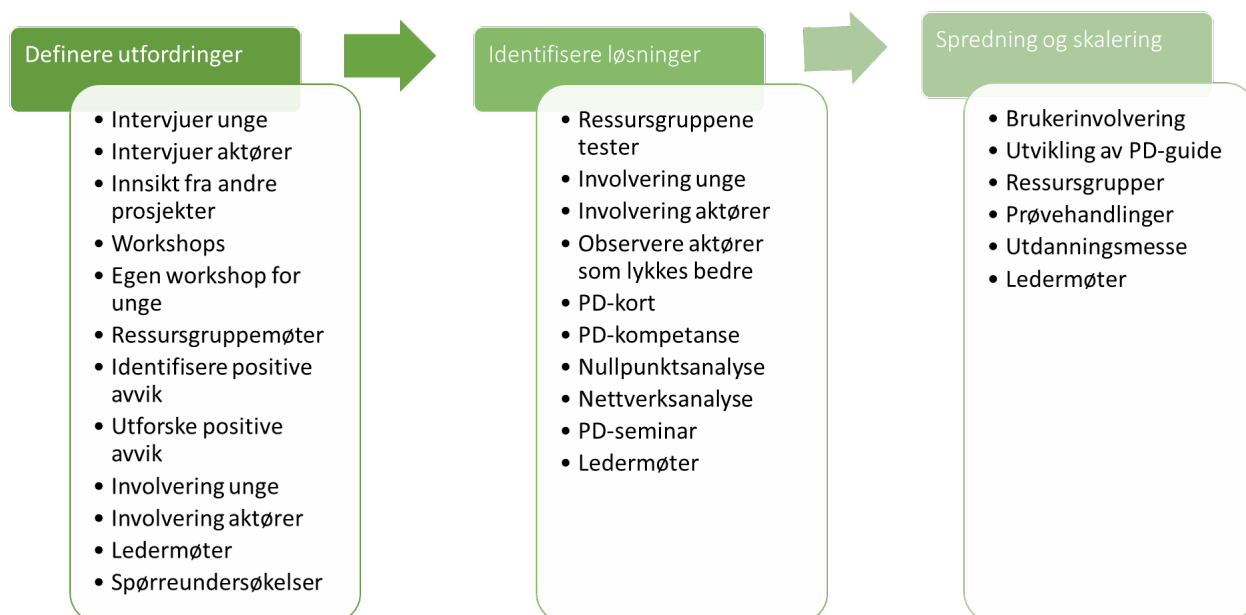 Definere utfordringer
• Intervjuer unge
• Intervjuer aktører
• Innsikt fra andre
prosjekter
• Workshops
• Egen workshop for
unge
• Ressursgruppemøter
• Identifisere positive
avvik
• Utforske positive
avvik
• Involvering unge
• Involvering aktører
• Ledermøter
• Spørreundersøkelser
Identifisere løsninger
• Ressursgruppene
tester
• Involvering unge
• Involvering aktører
• Observere aktører
som lykkes bedre
• PD-kort
• PD-kompetanse
• Nullpunktsanalyse
• Nettverksanalyse
• PD-seminar
• Ledermøter
Spredning og skalering
• Brukerinvolvering
• Utvikling av PD-guide
• Ressursgrupper
• Prøvehandlinger
• Utdanningsmesse
• Ledermøter